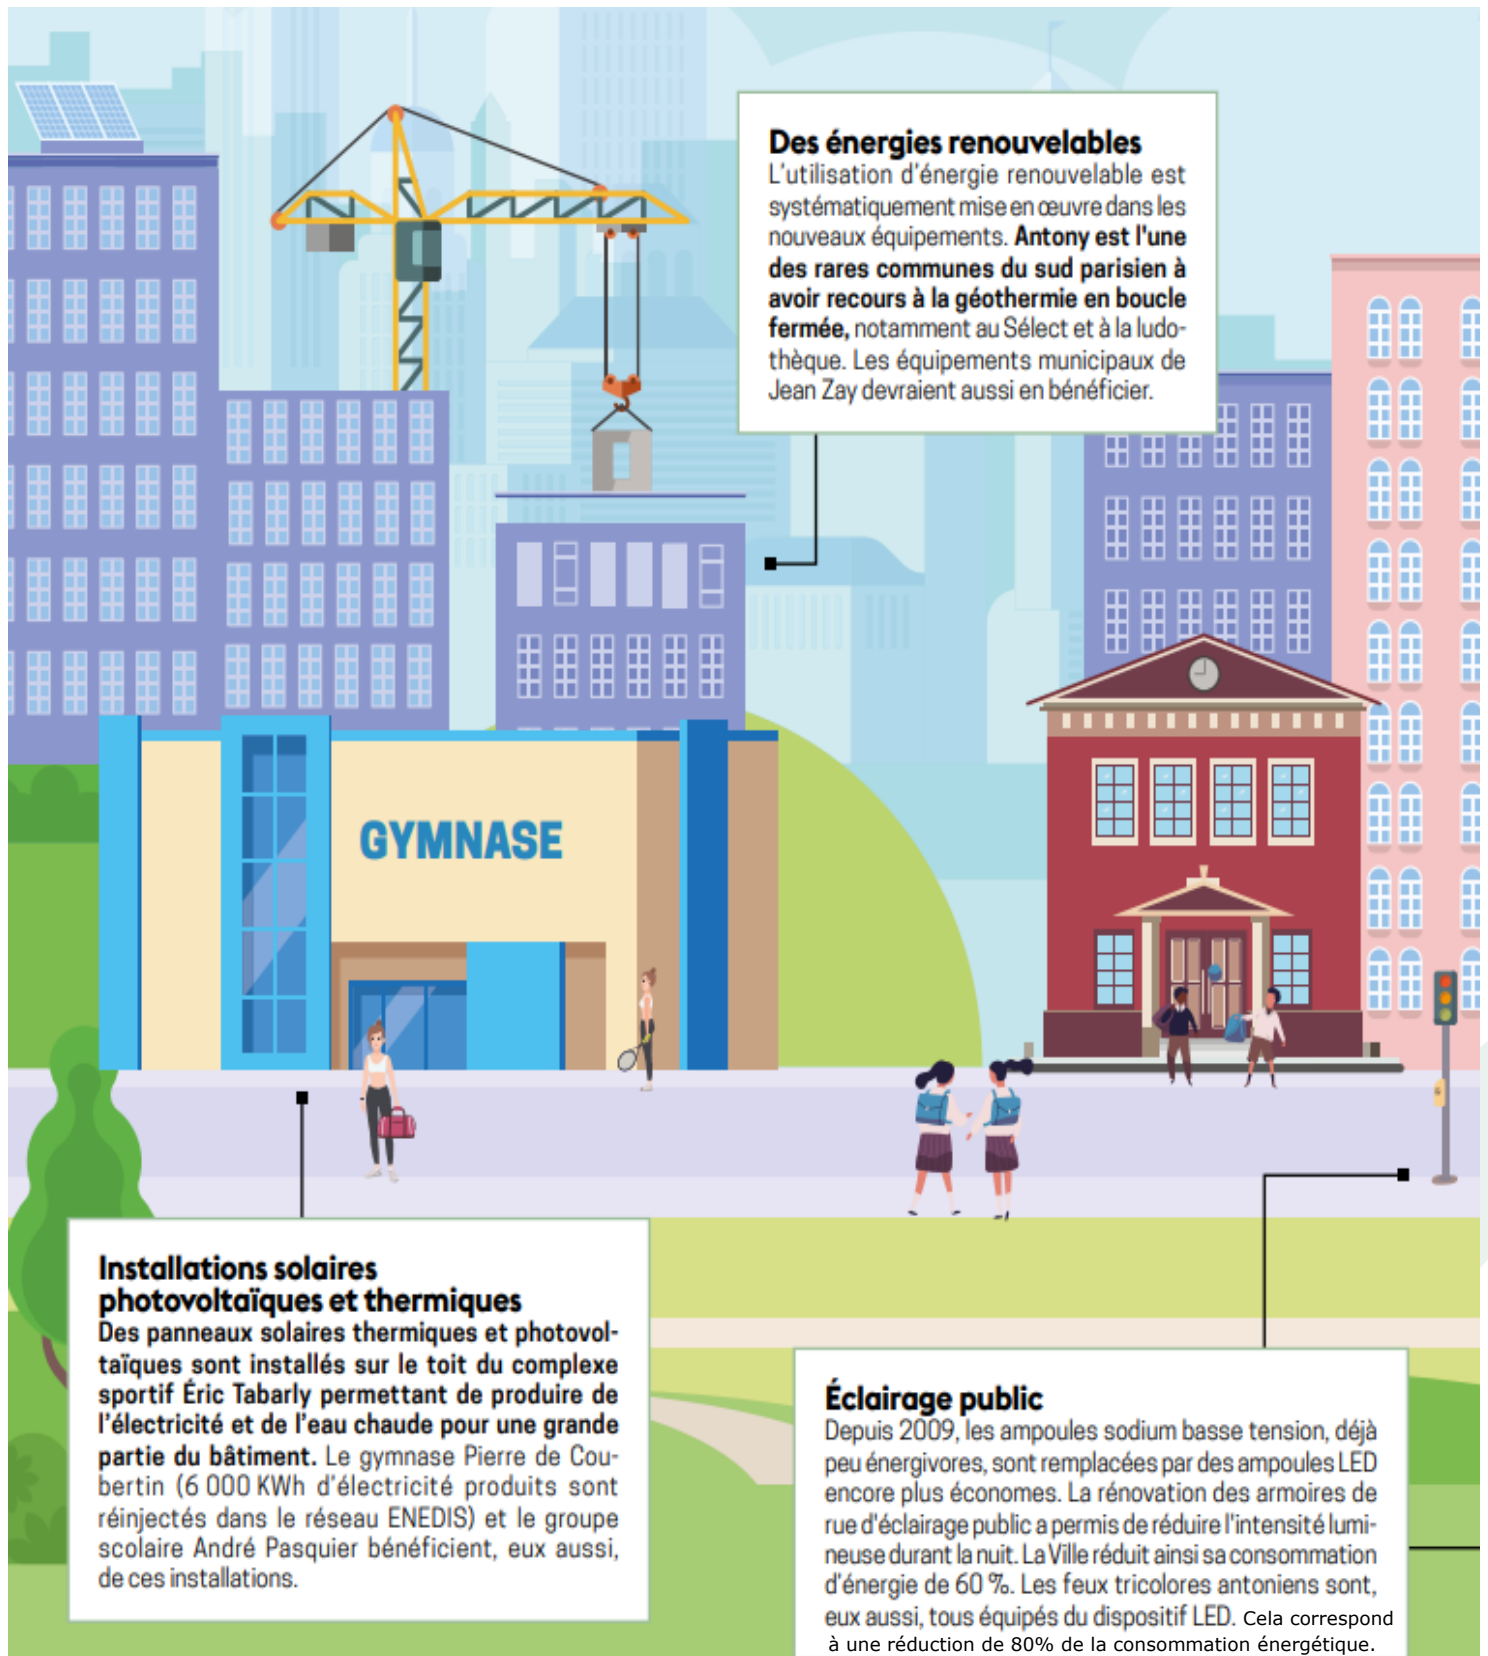 Des énergies renouvelables
L'utilisation d'énergie renouvelable est
systématiquement mise en œuvre dans les
nouveaux équipements. Antony est l'une
des rares communes du sud parisien à
avoir recours à la géothermie en boucle
fermée, notamment au Sélect et à la ludo-
thèque. Les équipements municipaux de
Jean Zay devraient aussi en bénéficier.
GYMNASE
Installations solaires
photovoltaïques et thermiques
Des panneaux solaires thermiques et photovol-
taïques sont installés sur le toit du complexe
sportif Éric Tabarly permettant de produire de
l'électricité et de l'eau chaude pour une grande
partie du bâtiment. Le gymnase Pierre de Cou-
bertin (6 000 KWh d'électricité produits sont
réinjectés dans le réseau ENEDIS) et le groupe
scolaire André Pasquier bénéficient, eux aussi,
de ces installations.
Éclairage public
Depuis 2009, les ampoules sodium basse tension, déjà
peu énergivores, sont remplacées par des ampoules LED
encore plus économes. La rénovation des armoires de
rue d'éclairage public a permis de réduire l'intensité lumi-
neuse durant la nuit. La Ville réduit ainsi sa consommation
d'énergie de 60 %. Les feux tricolores antoniens sont,
eux aussi, tous équipés du dispositif LED. Cela correspond
à une réduction de 80% de la consommation énergétique.